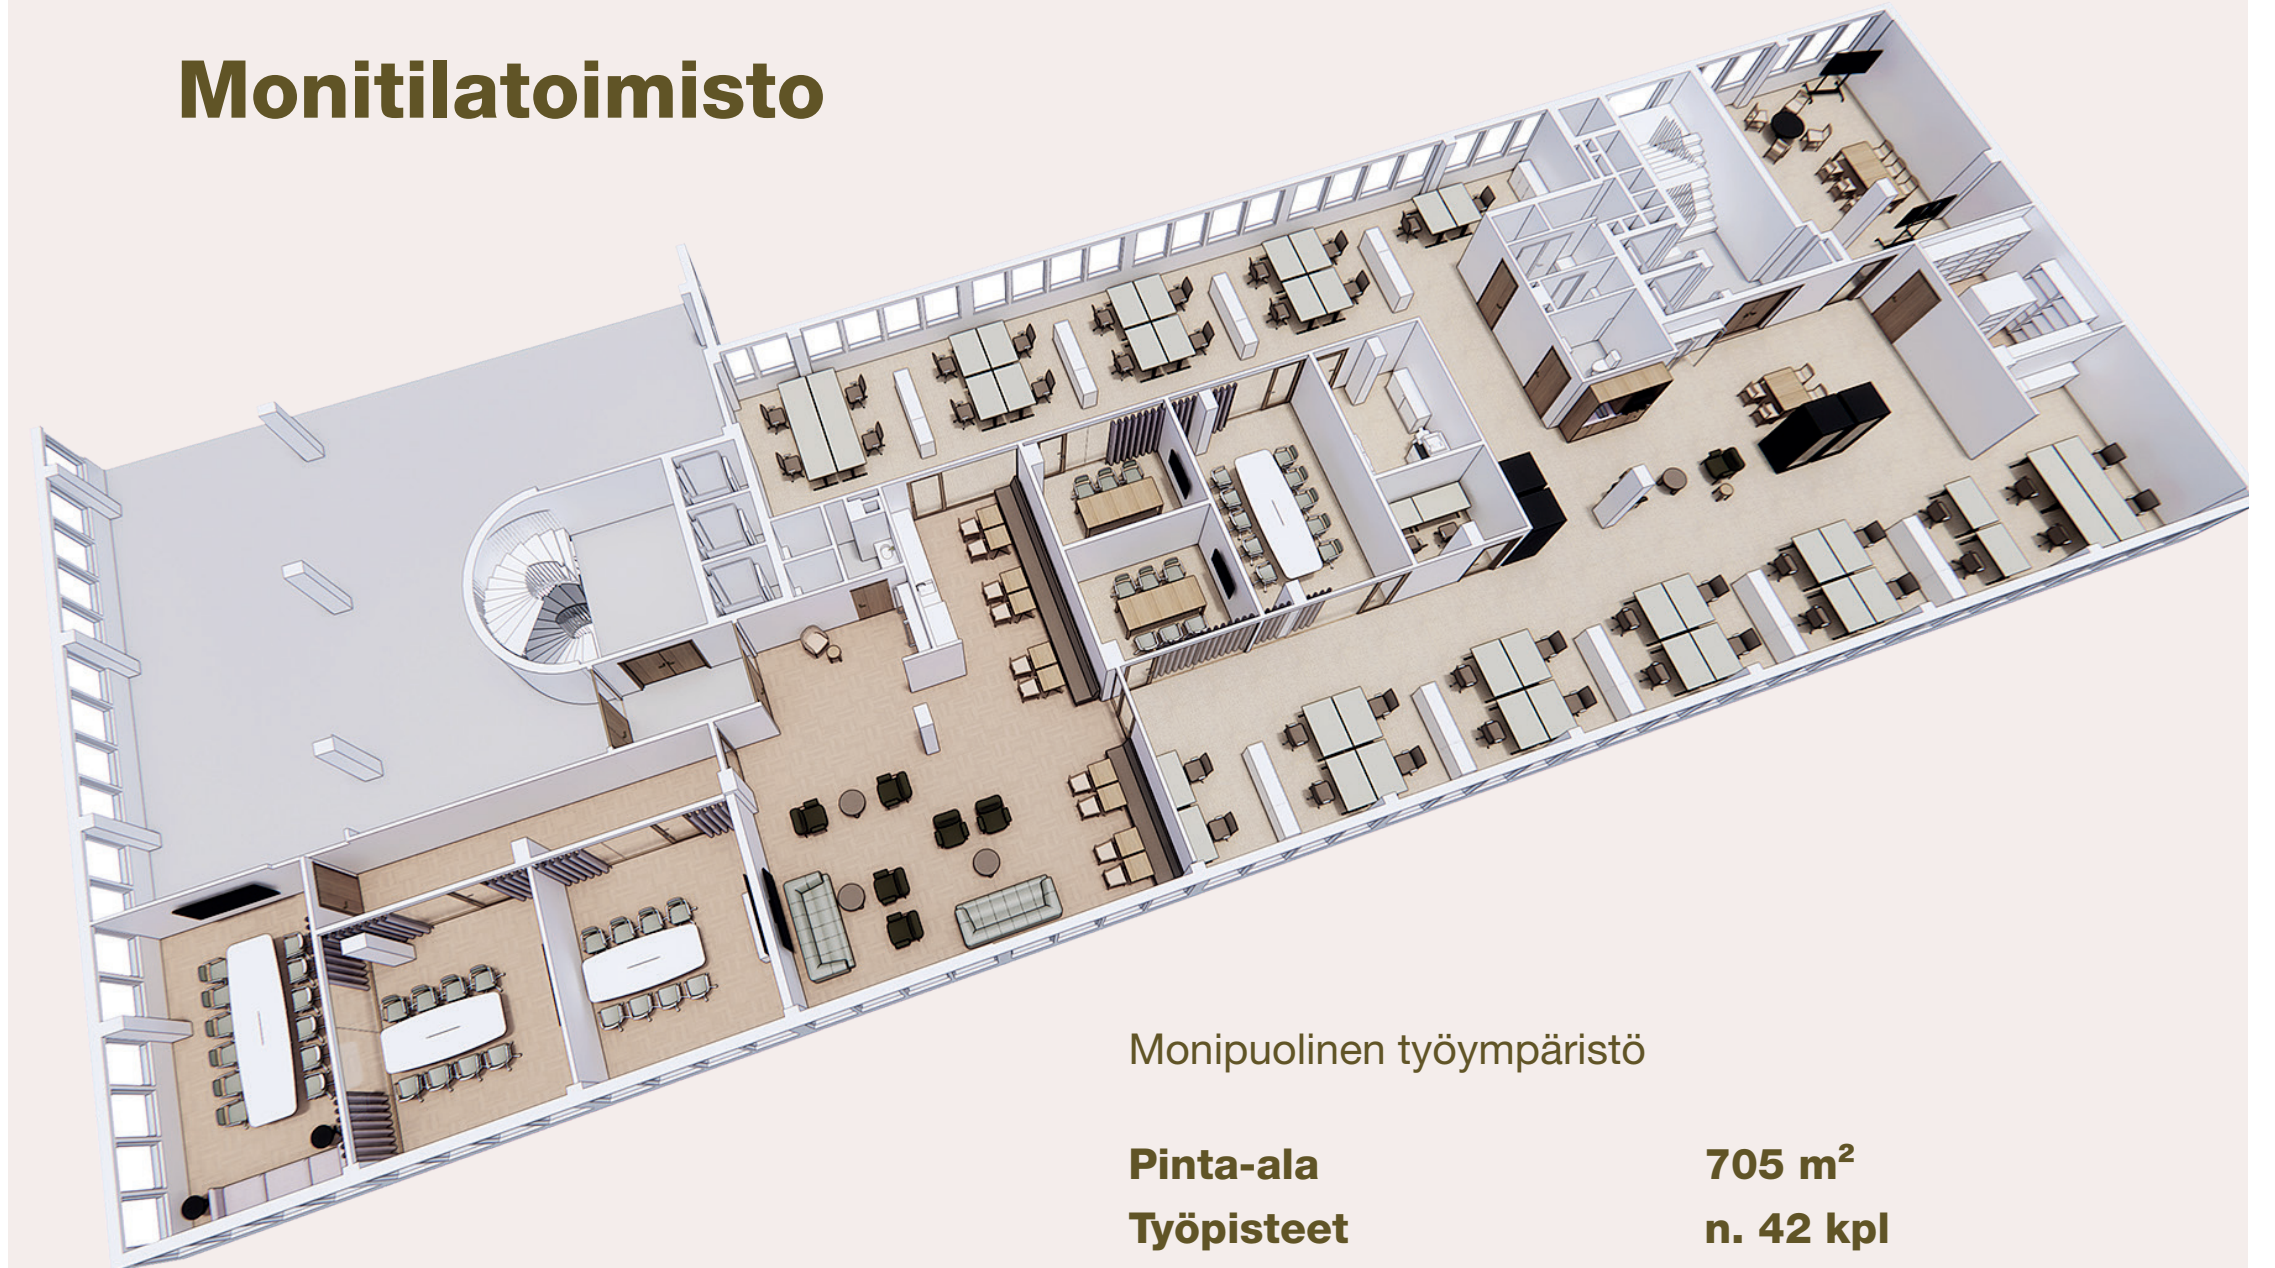 Monitilatoimisto
Monipuolinen työympäristö
Pinta-ala 705 m²
Työpisteet n. 42 kpl